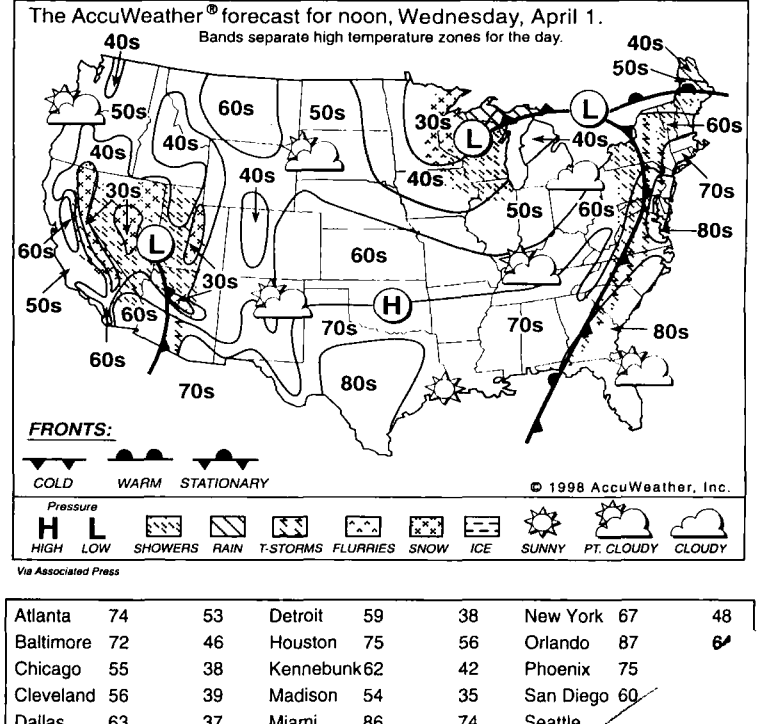 The AccuWeather® forecast for noon, Wednesday, April 1.
Bands separate high temperature zones for the day.
40s
40s
50s
50s
60s
50s
30s
L
L
60s
40s
40s
40s
40s
30s
40s
70s
50s
60s
80s
60s
L
60s
30s
50s
60s
H
70s
70s
80s
60s
70s
80s
FRONTS:
COLD WARM STATIONARY
© 1998 AccuWeather, Inc.
Pressure
H L
HIGH LOW SHOWERS RAIN T-STORMS FLURRIES SNOW ICE SUNNY PT. CLOUDY CLOUDY
Via Associated Press
Atlanta 74 53 Detroit 59 38 New York 67 48
Baltimore 72 46 Houston 75 56 Orlando 87
Chicago 55 38 Kennebunk 62 42 Phoenix 75
Cleveland 56 39 Madison 54 35 San Diego 60
Dallas 63 37 Miami 86 74 Seattle